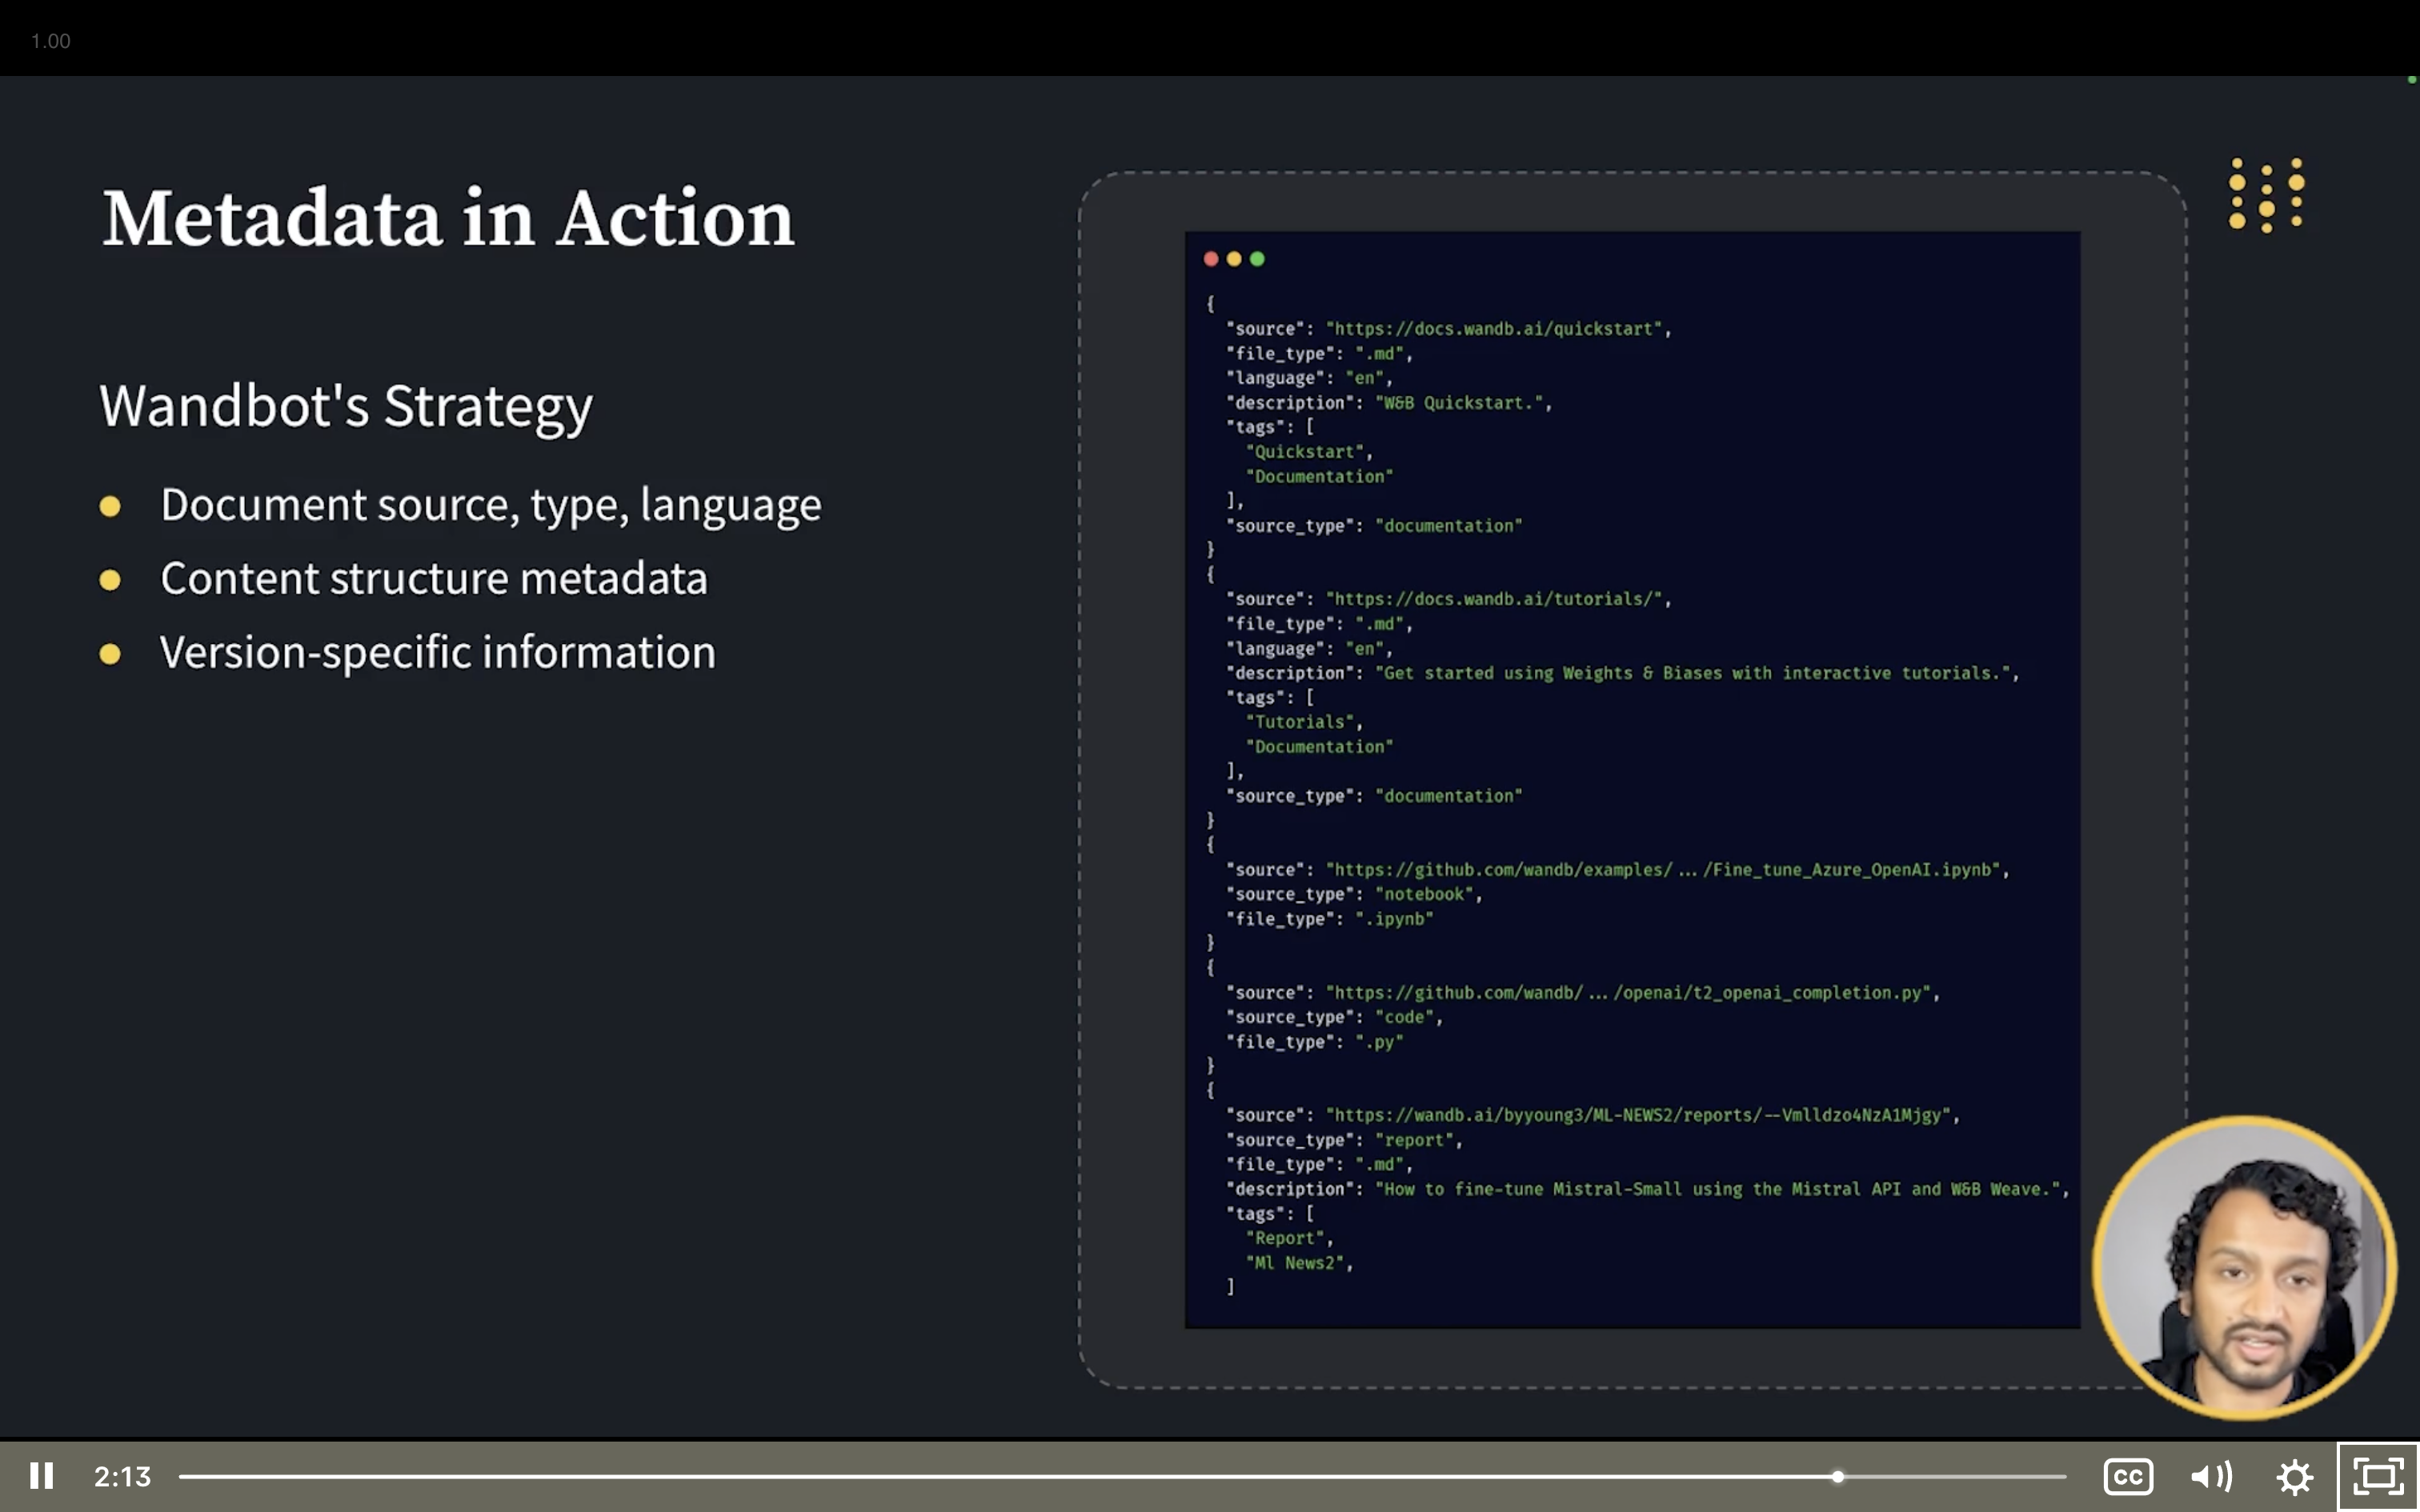 1.00
Metadata in Action
Wandbot's Strategy
Document source, type, language
Content structure metadata
Version-specific information
{
"source": "https://docs.wandb.ai/quickstart",
"file_type": ".md",
"language": "en",
"description": "W&B Quickstart.",
"tags": [
"Quickstart",
"Documentation"
],
"source_type": "documentation"
}
{
"source": "https://docs.wandb.ai/tutorials/",
"file_type": ".md",
"language": "en",
"description": "Get started using Weights & Biases with interactive tutorials.",
"tags": [
"Tutorials",
"Documentation"
],
"source_type": "documentation"
}
{
"source": "https://github.com/wandb/examples/ ... /Fine_tune_Azure_OpenAI.ipynb",
"source_type": "notebook",
"file_type": ".ipynb"
}
{
"source": "https://github.com/wandb/ ... /openai/t2_openai_completion.py",
"source_type": "code",
"file_type": ".py"
}
{
"source": "https://wandb.ai/byyoung3/ML-NEWS2/reports/--Vmlldzo4NzA1Mjgy",
"source_type": "report",
"file_type": ".md",
"description": "How to fine-tune Mistral-Small using the Mistral API and W&B Weave.",
"tags": [
"Report",
"Ml News2",
]
2:13
CC